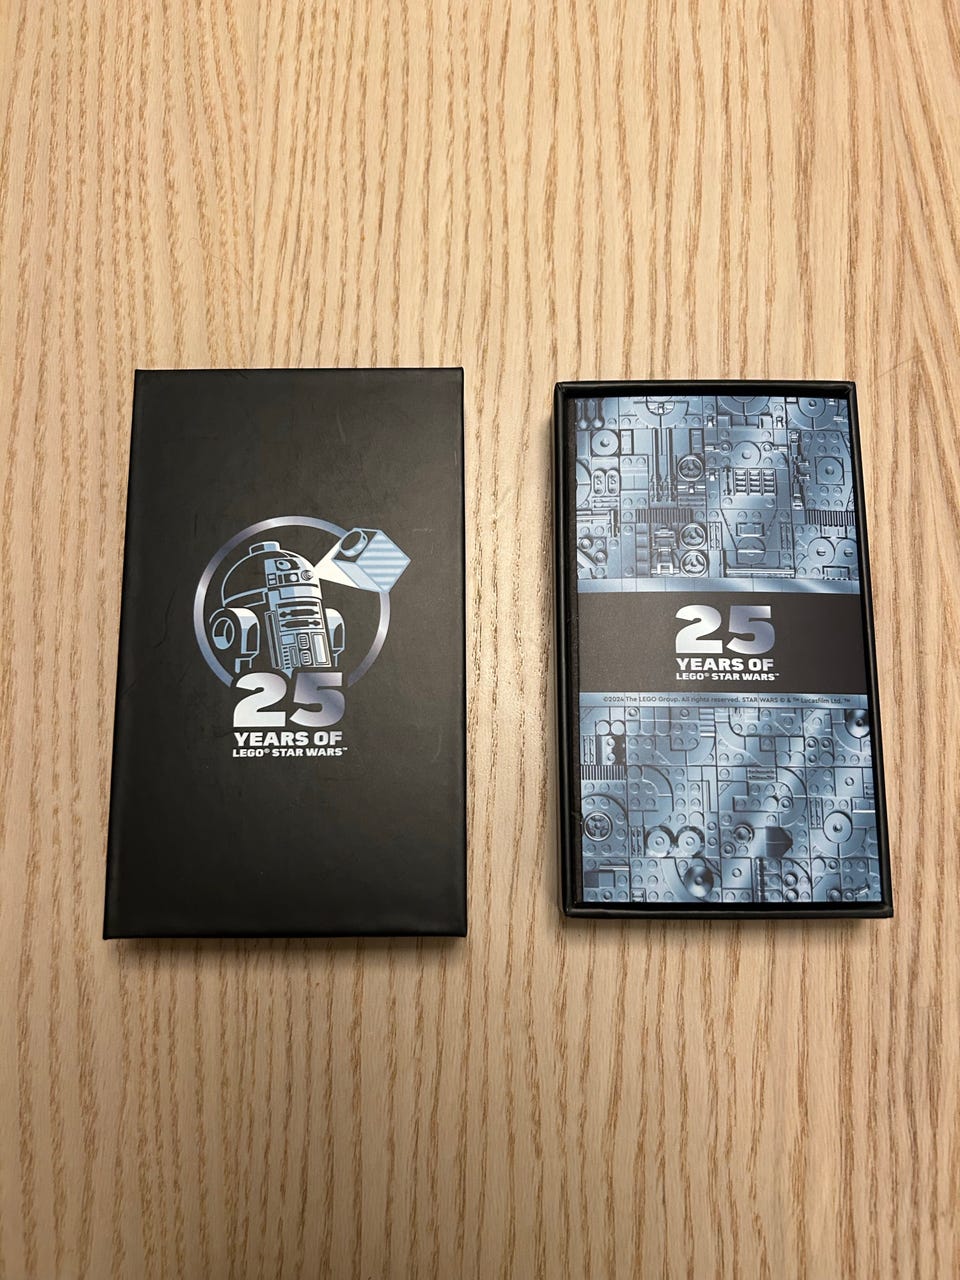 25
YEARS OF
LEGO® STAR WARS™
25
YEARS OF
LEGO® STAR WARS™
©2024 The LEGO Group. All rights reserved. STAR WARS © & ™ Lucasfilm Ltd. ™